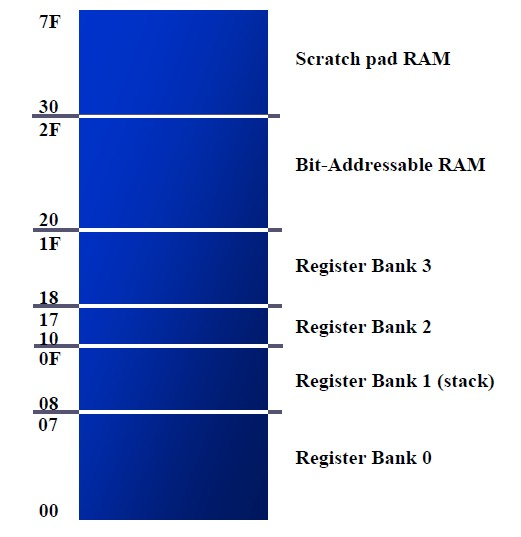 7F
Scratch pad RAM
30
2F
Bit-Addressable RAM
20
1F
Register Bank 3
18
17
Register Bank 2
10
0F
Register Bank 1 (stack)
08
07
Register Bank 0
00